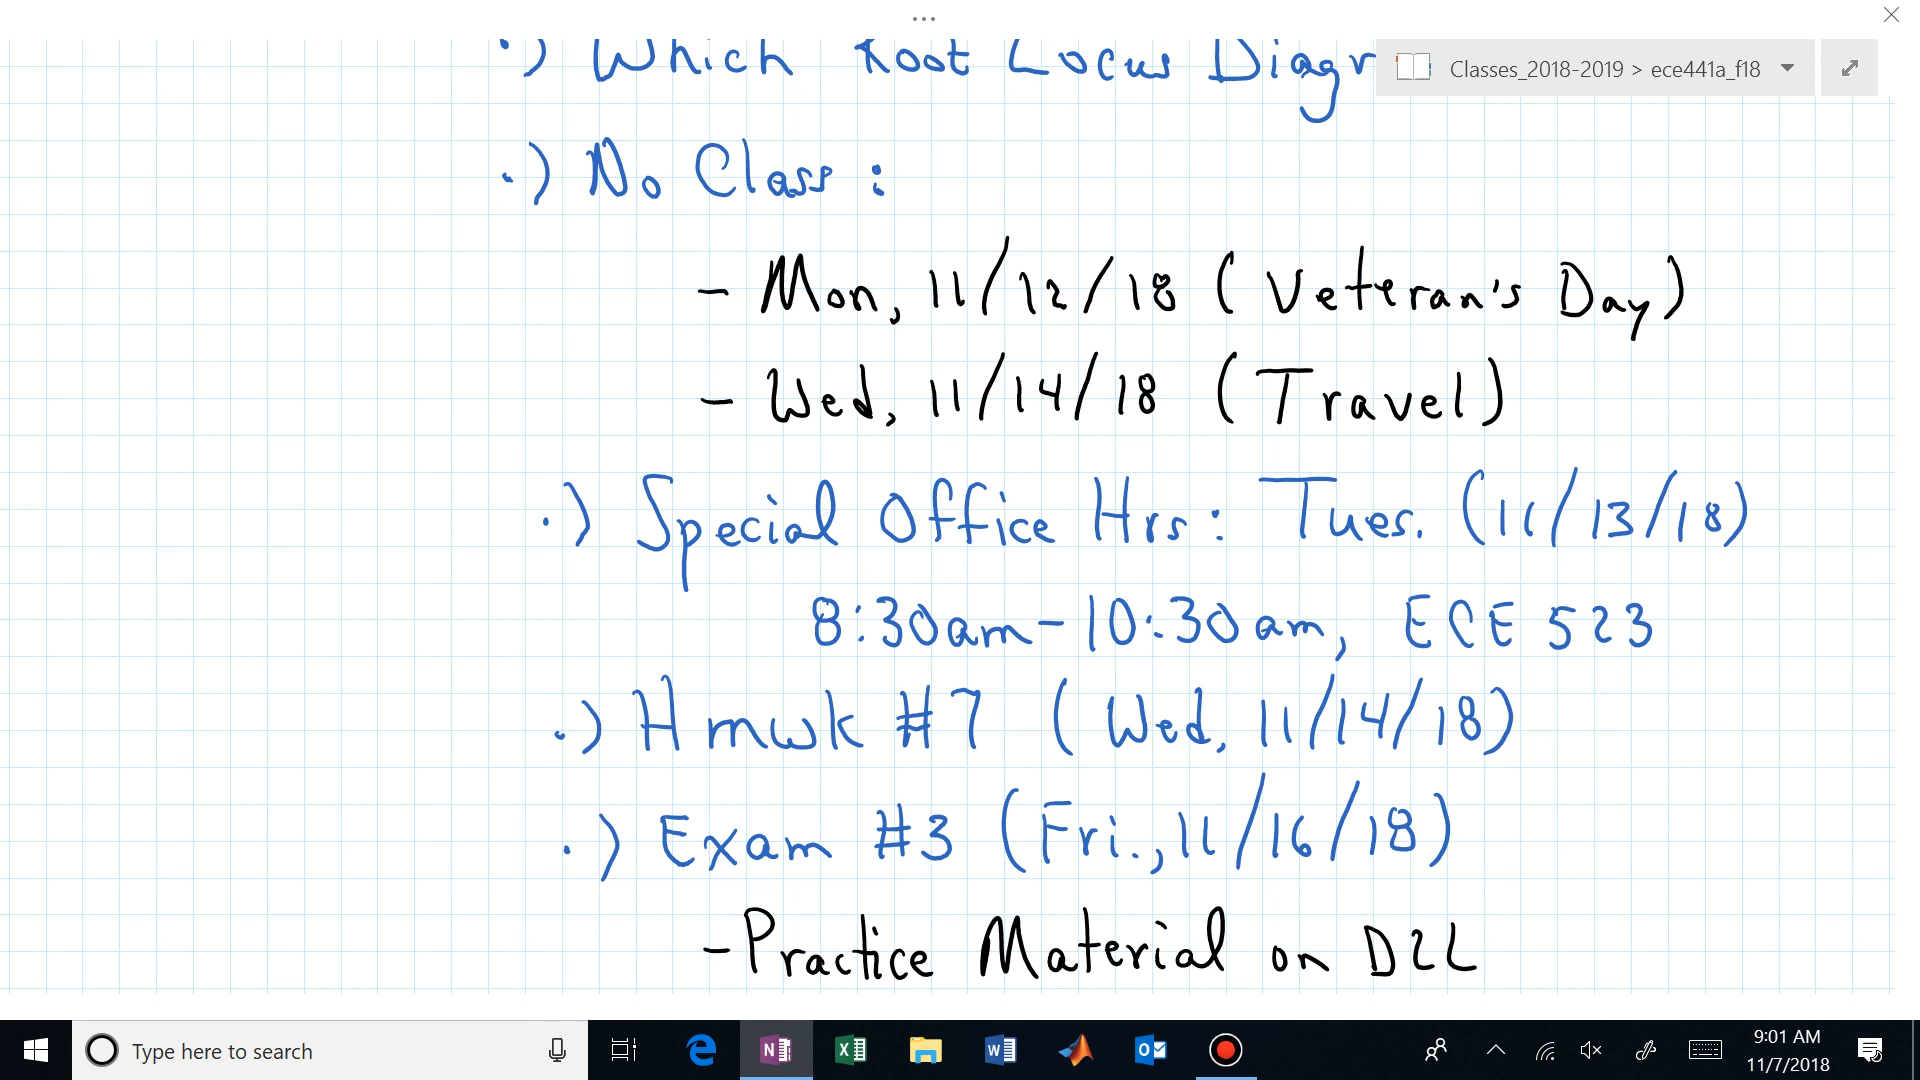 ·) Which Root Locus Diagr
Classes_2018-2019 > ece441a_f18
·) No Class :
- Mon, 11/12/18 (Veteran's Day)
- Wed, 11/14/18 (Travel)
·) Special Office Hrs: Tues. (11/13/18)
8:30am-10:30am, ECE 523
·) Hmwk #7 (Wed, 11/14/18)
·) Exam #3 (Fri., 11/16/18)
- Practice Material on D2L
Type here to search
9:01 AM
11/7/2018